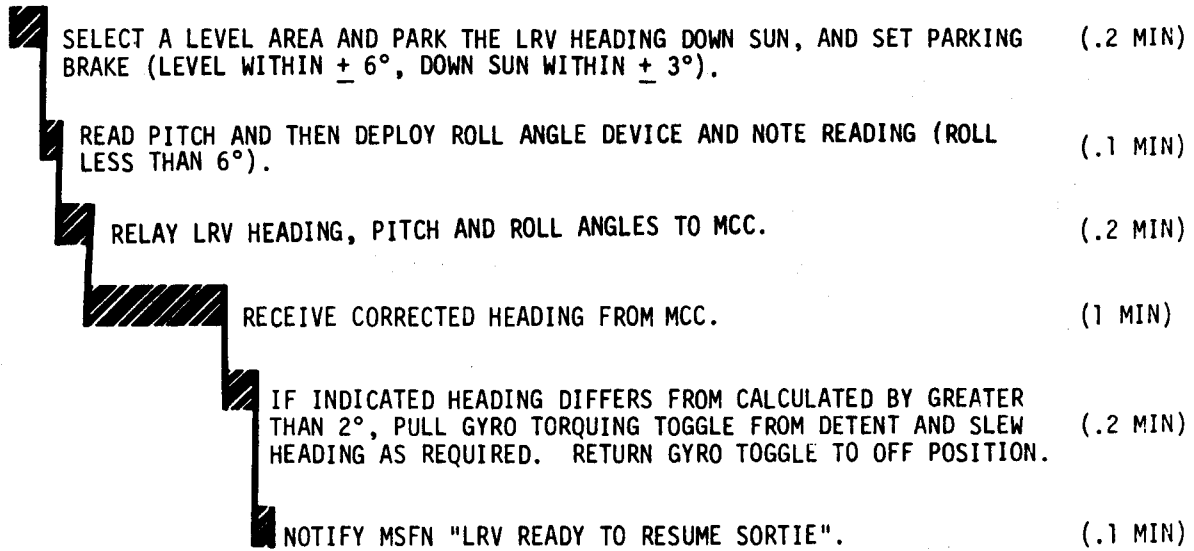 SELECT A LEVEL AREA AND PARK THE LRV HEADING DOWN SUN, AND SET PARKING (.2 MIN)
BRAKE (LEVEL WITHIN ± 6°, DOWN SUN WITHIN ± 3°).
READ PITCH AND THEN DEPLOY ROLL ANGLE DEVICE AND NOTE READING (ROLL
LESS THAN 6°). (.1 MIN)
RELAY LRV HEADING, PITCH AND ROLL ANGLES TO MCC. (.2 MIN)
RECEIVE CORRECTED HEADING FROM MCC. (1 MIN)
IF INDICATED HEADING DIFFERS FROM CALCULATED BY GREATER
THAN 2°, PULL GYRO TORQUING TOGGLE FROM DETENT AND SLEW (.2 MIN)
HEADING AS REQUIRED. RETURN GYRO TOGGLE TO OFF POSITION.
NOTIFY MSFN "LRV READY TO RESUME SORTIE". (.1 MIN)